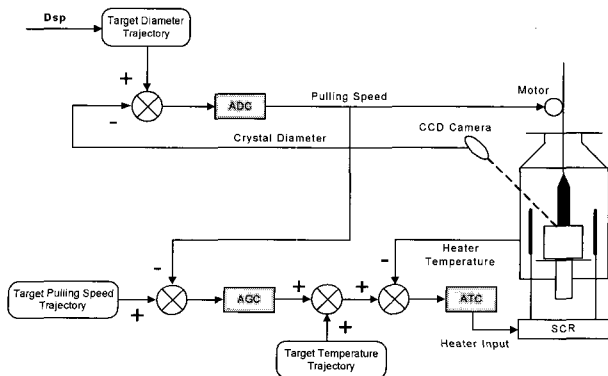 Dsp
Target Diameter
Trajectory
+
-
ADC
Pulling Speed
Motor
Crystal Diameter
CCD Camera
Heater
Temperature
-
-
Target Pulling Speed
Trajectory
+
AGC
+
+
+
ATC
SCR
Target Temperature
Trajectory
Heater Input